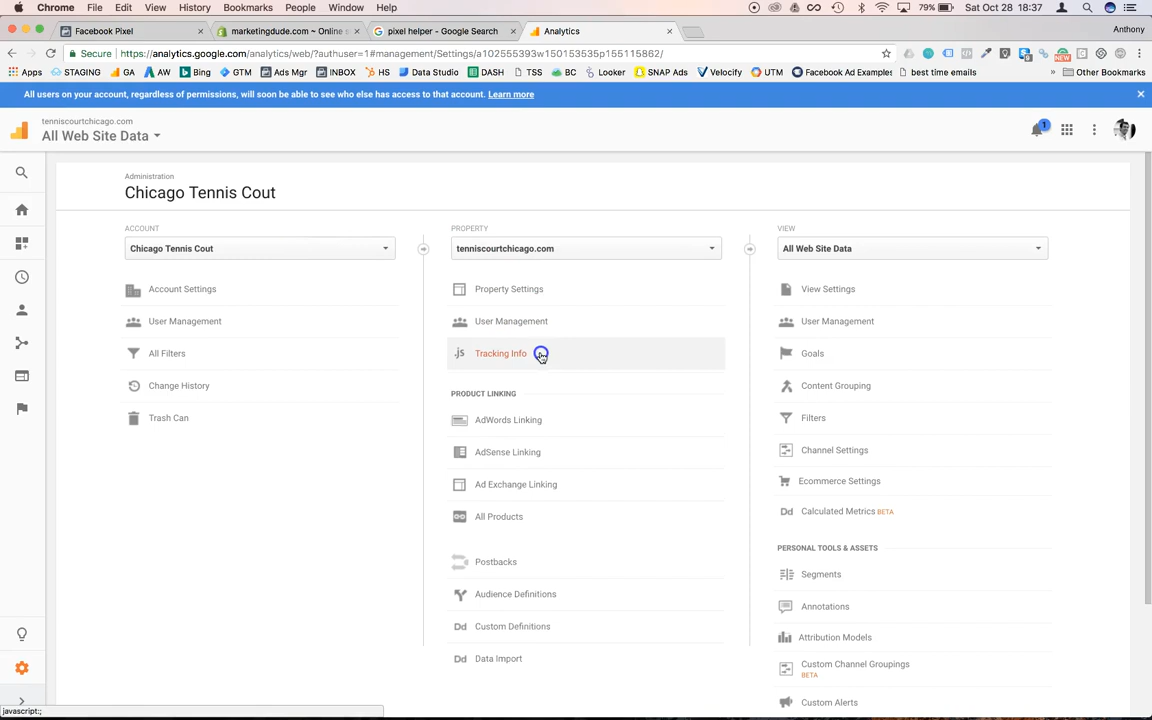 Chrome File Edit View History Bookmarks People Window Help 79% Sat Oct 28 18:37
Facebook Pixel marketingdude.com ~ Online s pixel helper - Google Search Analytics Anthony
Secure https://analytics.google.com/analytics/web/?authuser=1#management/Settings/a102555393w150153535p155115862/
Apps STAGING GA AW Bing GTM Ads Mgr INBOX HS Data Studio DASH TSS BC Looker SNAP Ads Velocify UTM Facebook Ad Examples best time emails » Other Bookmarks
All users on your account, regardless of permissions, will soon be able to see who else has access to that account. Learn more
tenniscourtchicago.com
All Web Site Data
1
Administration
Chicago Tennis Cout
ACCOUNT PROPERTY VIEW
Chicago Tennis Cout tenniscourtchicago.com All Web Site Data
Account Settings Property Settings View Settings
User Management User Management User Management
All Filters .js Tracking Info Goals
Change History PRODUCT LINKING Content Grouping
Trash Can AdWords Linking Filters
AdSense Linking Channel Settings
Ad Exchange Linking Ecommerce Settings
All Products Dd Calculated Metrics BETA
PERSONAL TOOLS & ASSETS
Postbacks Segments
Audience Definitions Annotations
Dd Custom Definitions Attribution Models
Dd Data Import Custom Channel Groupings
BETA
Custom Alerts
javascript:;